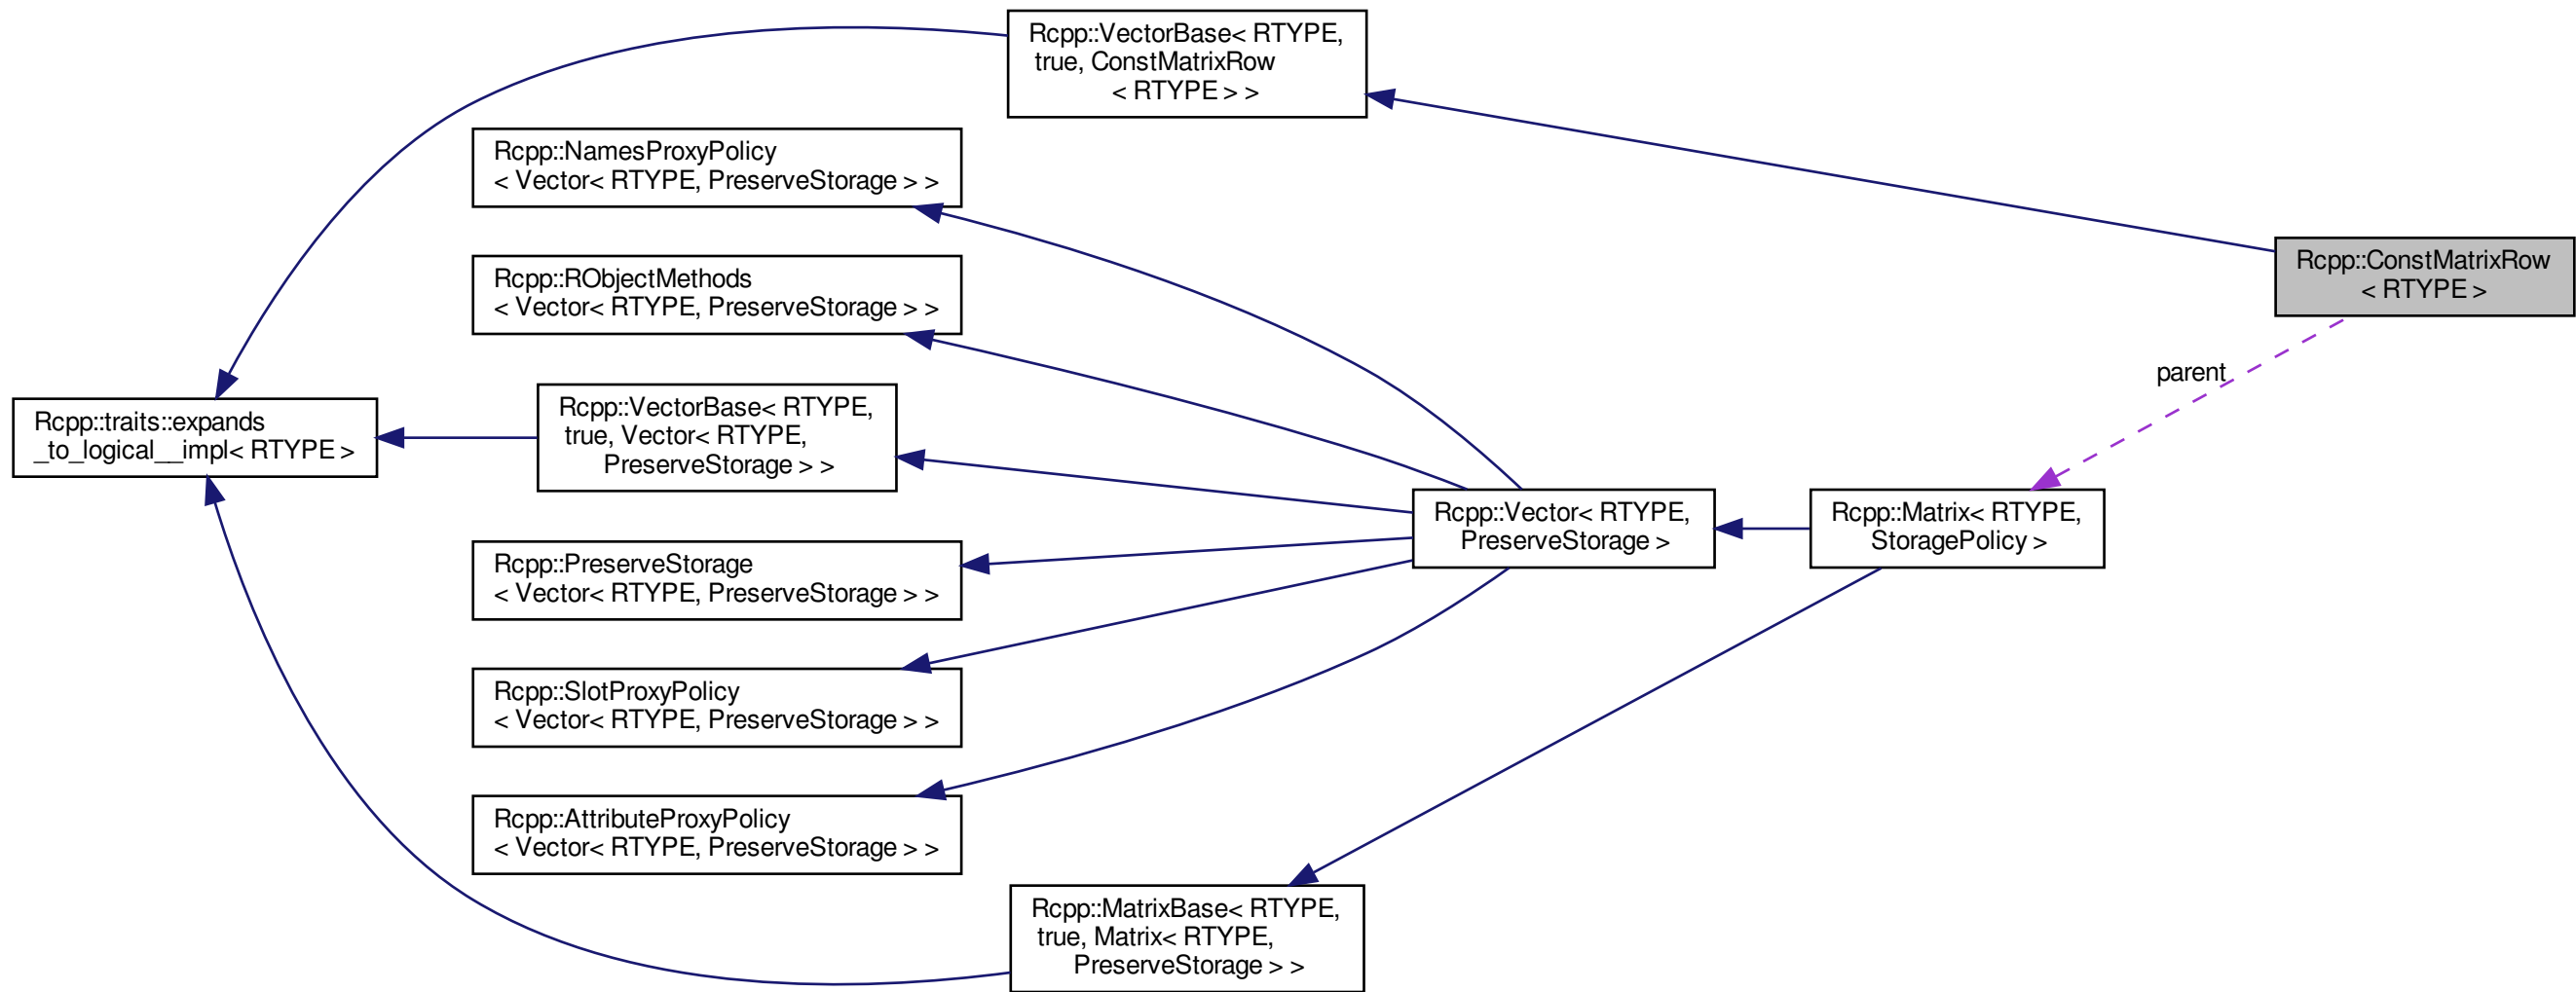 Rcpp::VectorBase< RTYPE,
true, ConstMatrixRow
< RTYPE > >
Rcpp::NamesProxyPolicy
< Vector< RTYPE, PreserveStorage > >
Rcpp::RObjectMethods
< Vector< RTYPE, PreserveStorage > >
Rcpp::ConstMatrixRow
< RTYPE >
parent
Rcpp::traits::expands
_to_logical__impl< RTYPE >
Rcpp::VectorBase< RTYPE,
true, Vector< RTYPE,
PreserveStorage > >
Rcpp::Vector< RTYPE,
PreserveStorage >
Rcpp::Matrix< RTYPE,
StoragePolicy >
Rcpp::PreserveStorage
< Vector< RTYPE, PreserveStorage > >
Rcpp::SlotProxyPolicy
< Vector< RTYPE, PreserveStorage > >
Rcpp::AttributeProxyPolicy
< Vector< RTYPE, PreserveStorage > >
Rcpp::MatrixBase< RTYPE,
true, Matrix< RTYPE,
PreserveStorage > >